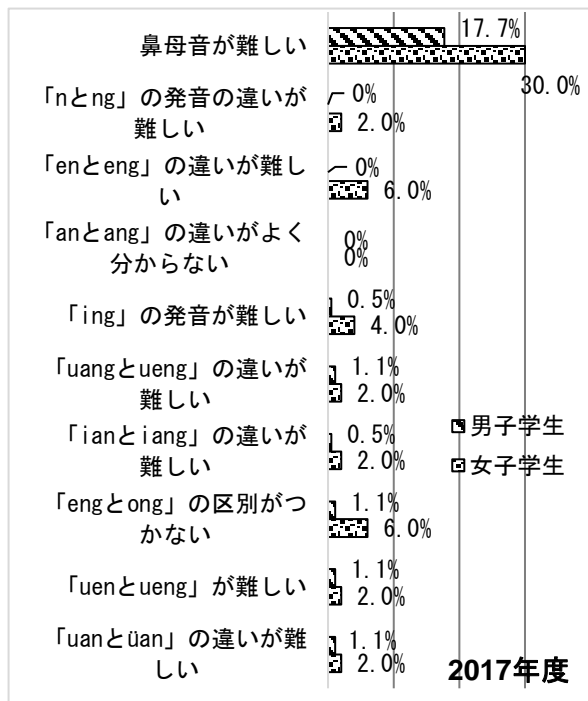 鼻母音が難しい
17.7%
30.0%
「nとng」の発音の違いが
難しい
0%
2.0%
「enとeng」の違いが難し
い
0%
6.0%
「anとang」の違いがよく
分からない
0%
0%
「ing」の発音が難しい
0.5%
4.0%
「uangとueng」の違いが
難しい
1.1%
2.0%
「ianとiang」の違いが
難しい
0.5%
2.0%
男子学生
女子学生
「engとong」の区別がつ
かない
1.1%
6.0%
「uenとueng」が難しい
1.1%
2.0%
「uanとüan」の違いが難
しい
1.1%
2.0%
2017年度